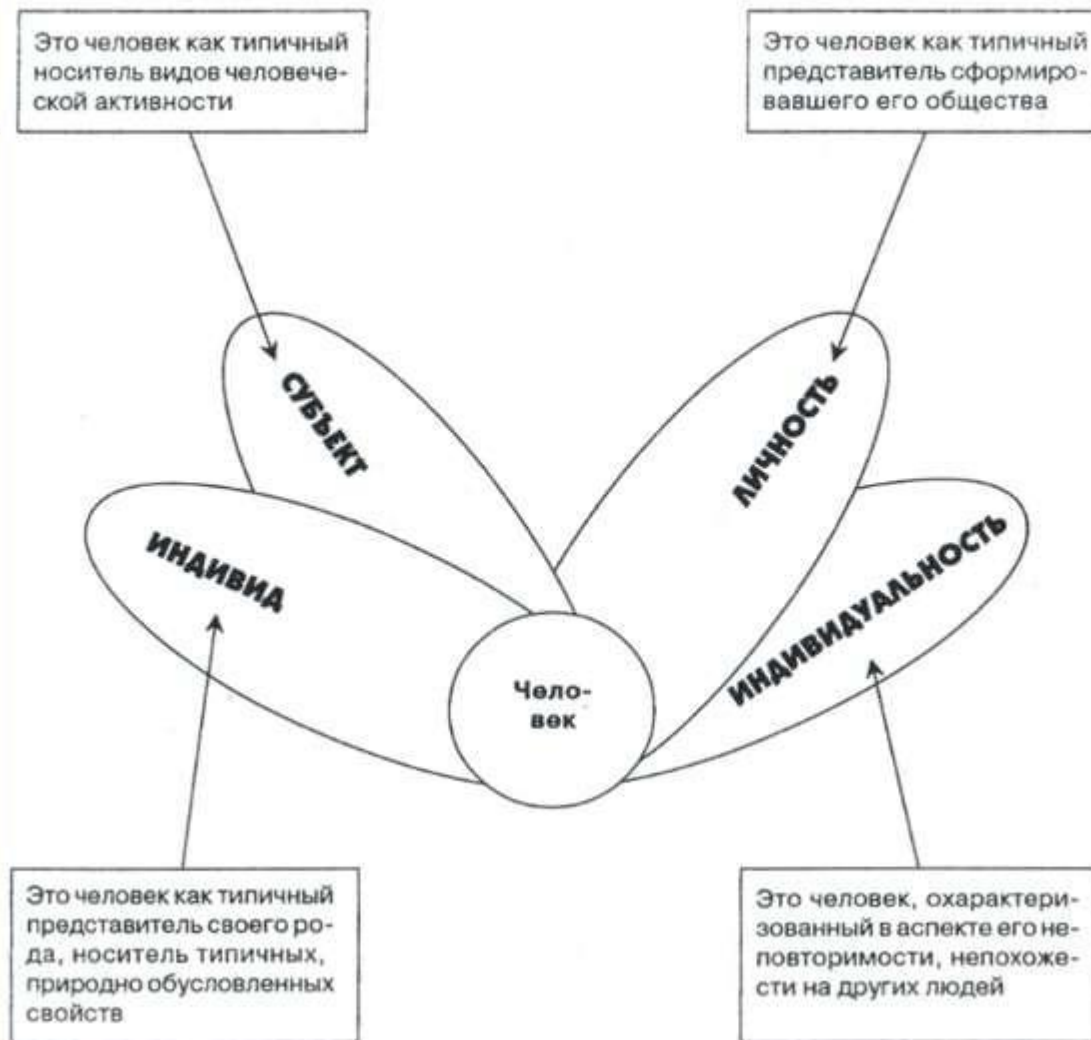 Это человек как типичный
носитель видов человече-
ской активности
Это человек как типичный
представитель сформиро-
вавшего его общества
СУБЪЕКТ
ЛИЧНОСТЬ
ИНДИВИД
ИНДИВИДУАЛЬНОСТЬ
Чело-
век
Это человек как типичный
представитель своего ро-
да, носитель типичных,
природно обусловленных
свойств
Это человек, охарактери-
зованный в аспекте его не-
повторимости, непохоже-
сти на других людей